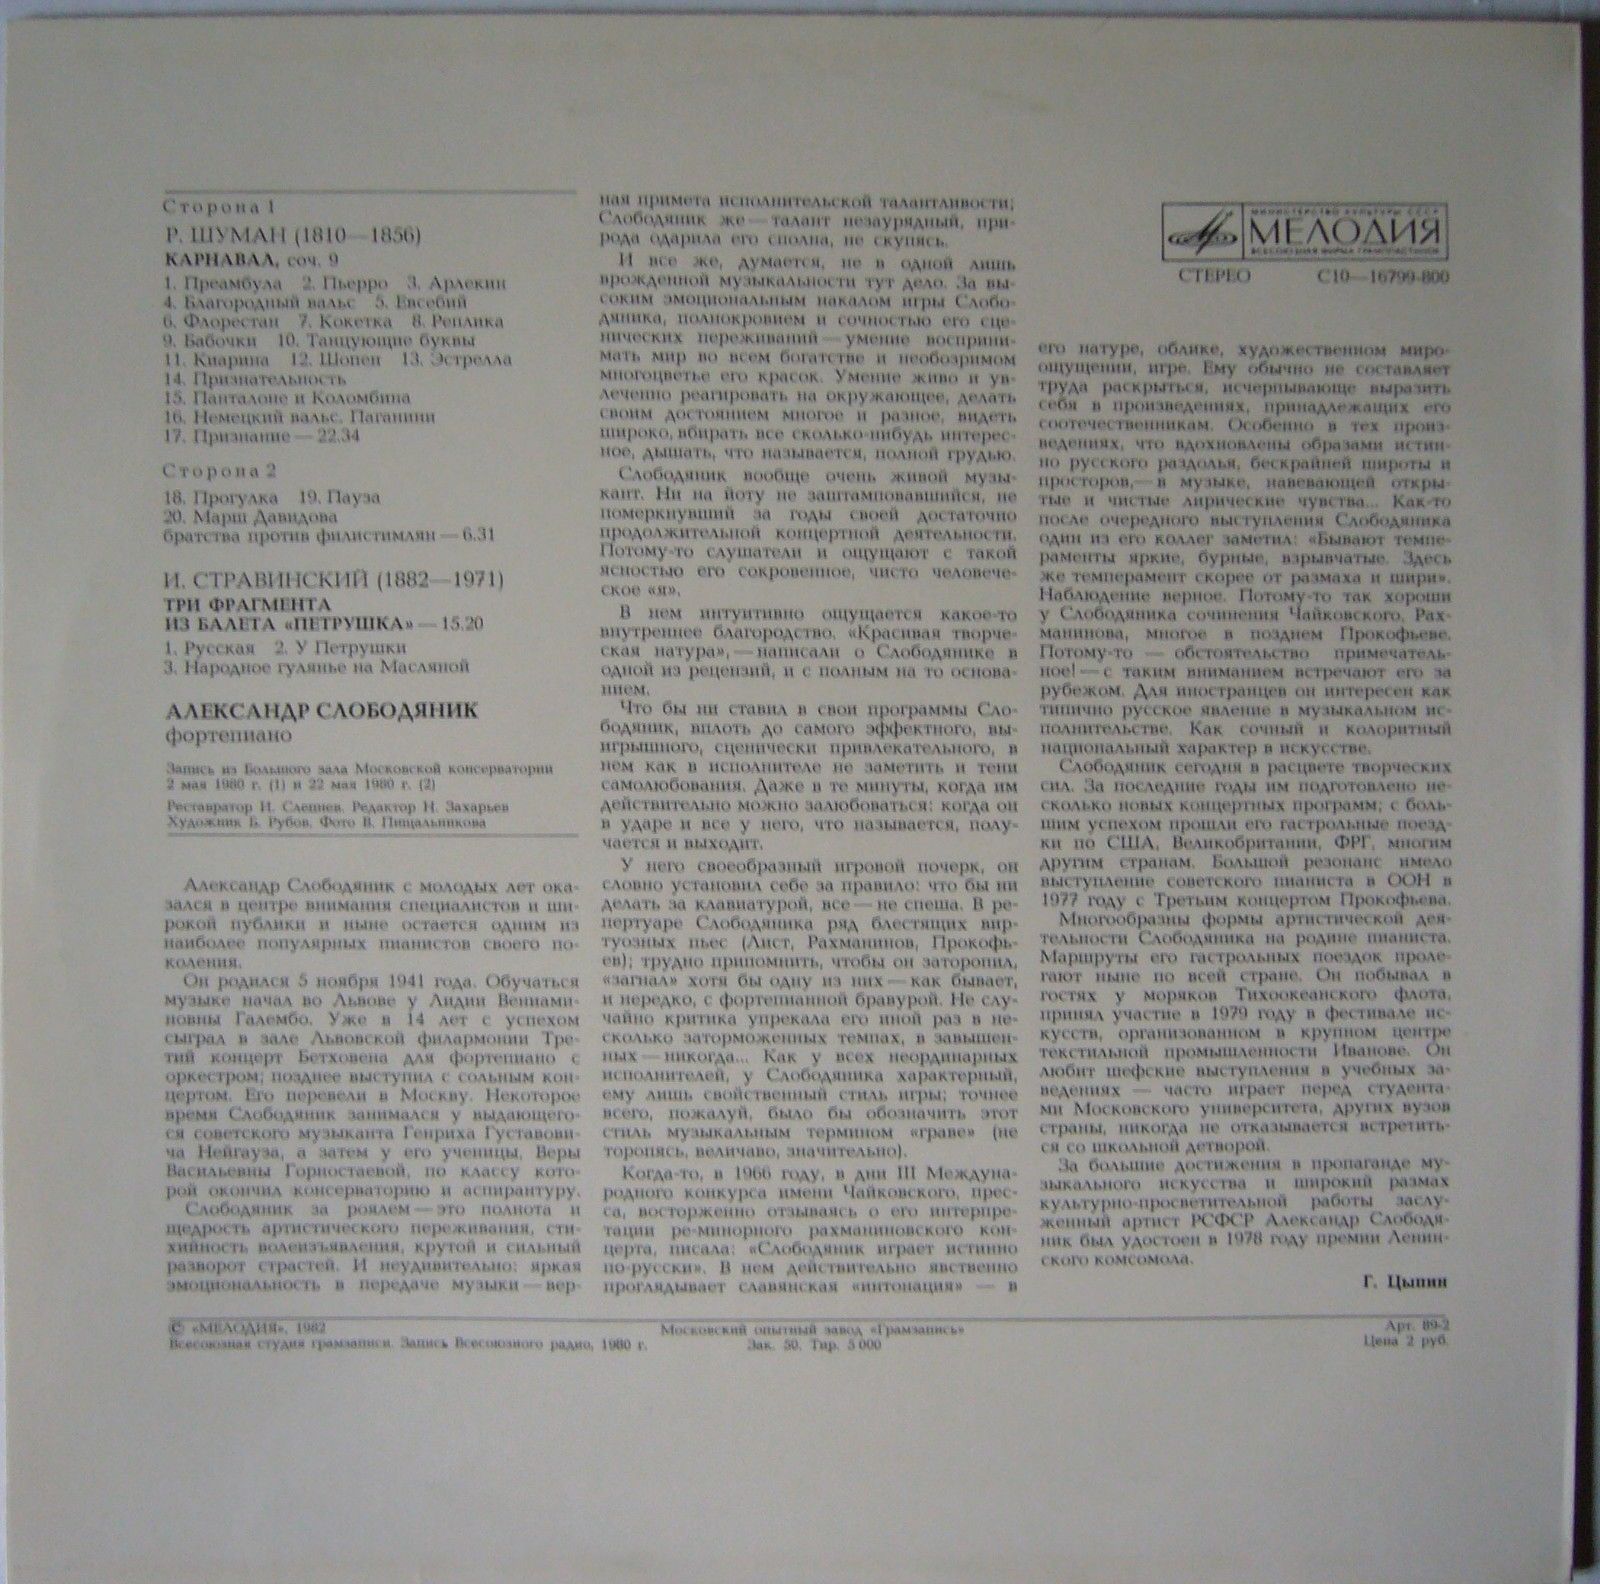 Сторона 1
Р. ШУМАН (1810—1856)
КАРНАВАЛ, соч. 9
1. Преамбула 2. Пьерро 3. Арлекин
4. Благородный вальс 5. Евсебий
6. Флорестан 7. Кокетка 8. Реплика
9. Бабочки 10. Танцующие буквы
11. Киарина 12. Шопен 13. Эстрелла
14. Признательность
15. Панталоне и Коломбина
16. Немецкий вальс. Паганини
17. Признание — 22.34
Сторона 2
18. Прогулка 19. Пауза
20. Марш Давидова
братства против филистимлян — 6.31
И. СТРАВИНСКИЙ (1882—1971)
ТРИ ФРАГМЕНТА
ИЗ БАЛЕТА «ПЕТРУШКА» — 15.20
1. Русская 2. У Петрушки
3. Народное гулянье на Масляной
АЛЕКСАНДР СЛОБОДЯНИК
фортепиано
Запись из Большого зала Московской консерватории
2 мая 1980 г. (1) и 22 мая 1980 г. (2)
Реставратор И. Слепнев. Редактор Н. Захарьев
Художник Б. Рубов. Фото В. Пищальникова
Александр Слободяник с молодых лет ока-
зался в центре внимания специалистов и ши-
рокой публики и ныне остается одним из
наиболее популярных пианистов своего по-
коления.
Он родился 5 ноября 1941 года. Обучаться
музыке начал во Львове у Лидии Вениами-
новны Галембо. Уже в 14 лет с успехом
сыграл в зале Львовской филармонии Тре-
тий концерт Бетховена для фортепиано с
оркестром; позднее выступил с сольным кон-
цертом. Его перевели в Москву. Некоторое
время Слободяник занимался у выдающего-
ся советского музыканта Генриха Густавови-
ча Нейгауза, а затем у его ученицы, Веры
Васильевны Горностаевой, по классу кото-
рой окончил консерваторию и аспирантуру.
Слободяник за роялем — это полнота и
щедрость артистического переживания, сти-
хийность волеизъявления, крутой и сильный
разворот страстей. И неудивительно: яркая
эмоциональность в передаче музыки — вер-
ная примета исполнительской талантливости;
Слободяник же — талант незаурядный, при-
рода одарила его сполна, не скупясь.
И все же, думается, не в одной лишь
врожденной музыкальности тут дело. За вы-
соким эмоциональным накалом игры Слобо-
дяника, полнокровием и сочностью его сце-
нических переживаний — умение восприни-
мать мир во всем богатстве и необозримом
многоцветье его красок. Умение живо и ув-
леченно реагировать на окружающее, делать
своим достоянием многое и разное, видеть
широко, вбирать все сколько-нибудь интерес-
ное, дышать, что называется, полной грудью.
Слободяник вообще очень живой музы-
кант. Ни на йоту не заштамповавшийся, не
померкнувший за годы своей достаточно
продолжительной концертной деятельности.
Потому-то слушатели и ощущают с такой
ясностью его сокровенное, чисто человече-
ское «я».
В нем интуитивно ощущается какое-то
внутреннее благородство. «Красивая творче-
ская натура», — написали о Слободянике в
одной из рецензий, и с полным на то основа-
нием.
Что бы ни ставил в свои программы Сло-
бодяник, вплоть до самого эффектного, вы-
игрышного, сценически привлекательного, в
нем как в исполнителе не заметить и тени
самолюбования. Даже в те минуты, когда им
действительно можно залюбоваться: когда он
в ударе и все у него, что называется, полу-
чается и выходит.
У него своеобразный игровой почерк, он
словно установил себе за правило: что бы ни
делать за клавиатурой, все — не спеша. В ре-
пертуаре Слободяника ряд блестящих вир-
туозных пьес (Лист, Рахманинов, Прокофь-
ев); трудно припомнить, чтобы он заторопил,
«загнал» хотя бы одну из них — как бывает,
и нередко, с фортепианной бравурой. Не слу-
чайно критика упрекала его иной раз в не-
сколько заторможенных темпах, в завышен-
ных — никогда... Как у всех неординарных
исполнителей, у Слободяника характерный,
ему лишь свойственный стиль игры; точнее
всего, пожалуй, было бы обозначить этот
стиль музыкальным термином «граве» (не
торопясь, величаво, значительно).
Когда-то, в 1966 году, в дни III Междуна-
родного конкурса имени Чайковского, прес-
са, восторженно отзываясь о его интерпре-
тации ре-минорного рахманиновского кон-
церта, писала: «Слободяник играет истинно
по-русски». В нем действительно явственно
проглядывает славянская «интонация» — в
МИНИСТЕРСТВО КУЛЬТУРЫ СССР
МЕЛОДИЯ
ВСЕСОЮЗНАЯ ФИРМА ГРАМПЛАСТИНОК
СТЕРЕО С10—16799-800
его натуре, облике, художественном миро-
ощущении, игре. Ему обычно не составляет
труда раскрыться, исчерпывающе выразить
себя в произведениях, принадлежащих его
соотечественникам. Особенно в тех произ-
ведениях, что вдохновлены образами истин-
но русского раздолья, бескрайней широты и
просторов, — в музыке, навевающей откры-
тые и чистые лирические чувства... Как-то
после очередного выступления Слободяника
один из его коллег заметил: «Бывают темпе-
раменты яркие, бурные, взрывчатые. Здесь
же темперамент скорее от размаха и шири».
Наблюдение верное. Потому-то так хороши
у Слободяника сочинения Чайковского, Рах-
манинова, многое в позднем Прокофьеве.
Потому-то — обстоятельство примечатель-
ное! — с таким вниманием встречают его за
рубежом. Для иностранцев он интересен как
типично русское явление в музыкальном ис-
полнительстве. Как сочный и колоритный
национальный характер в искусстве.
Слободяник сегодня в расцвете творческих
сил. За последние годы им подготовлено не-
сколько новых концертных программ; с боль-
шим успехом прошли его гастрольные поезд-
ки по США, Великобритании, ФРГ, многим
другим странам. Большой резонанс имело
выступление советского пианиста в ООН в
1977 году с Третьим концертом Прокофьева.
Многообразны формы артистической дея-
тельности Слободяника на родине пианиста.
Маршруты его гастрольных поездок проле-
гают ныне по всей стране. Он побывал в
гостях у моряков Тихоокеанского флота,
принял участие в 1979 году в фестивале ис-
кусств, организованном в крупном центре
текстильной промышленности Иванове. Он
любит шефские выступления в учебных за-
ведениях — часто играет перед студента-
ми Московского университета, других вузов
страны, никогда не отказывается встретить-
ся со школьной детворой.
За большие достижения в пропаганде му-
зыкального искусства и широкий размах
культурно-просветительной работы заслу-
женный артист РСФСР Александр Слободя-
ник был удостоен в 1978 году премии Ленин-
ского комсомола.
Г. Цыпин
© «МЕЛОДИЯ», 1982
Всесоюзная студия грамзаписи. Запись Всесоюзного радио, 1980 г.
Московский опытный завод «Грамзапись»
Зак. 50. Тир. 5 000
Арт. 89-2
Цена 2 руб.